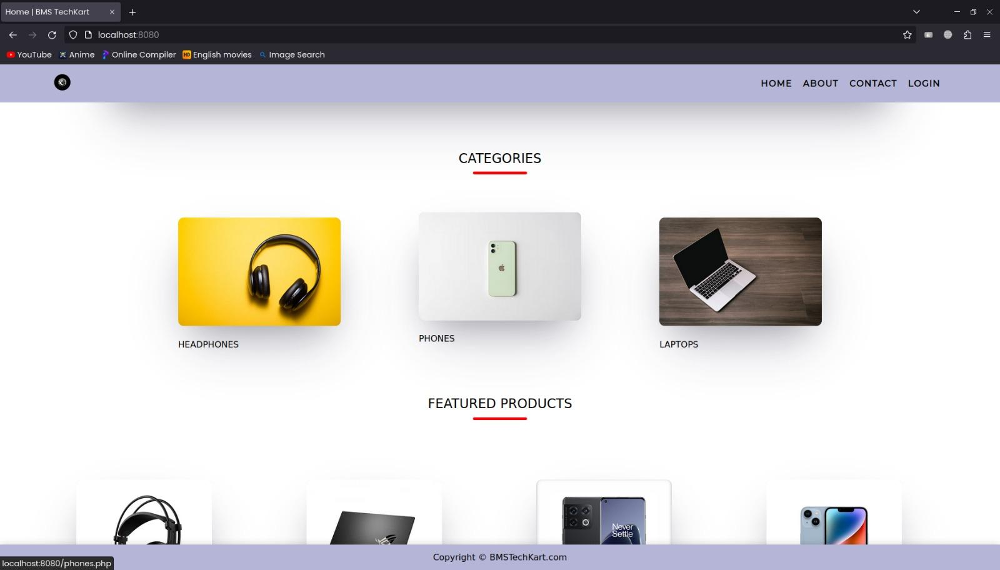 Home | BMS TechKart
localhost:8080
YouTube Anime Online Compiler HD English movies Image Search
HOME ABOUT CONTACT LOGIN
CATEGORIES
HEADPHONES
PHONES
LAPTOPS
FEATURED PRODUCTS
Never
Settle
Copyright © BMSTechKart.com
localhost:8080/phones.php